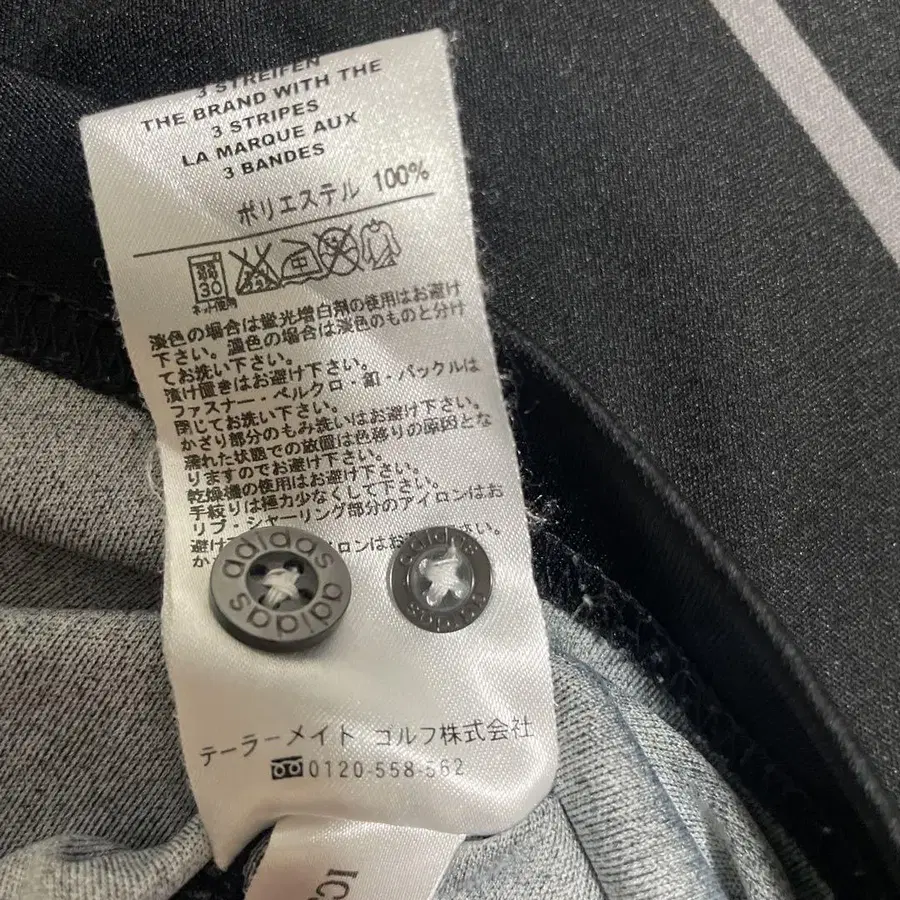 3 STREIFEN
THE BRAND WITH THE
3 STRIPES
LA MARQUE AUX
3 BANDES
ポリエステル 100%
弱
30
ネット使用
中
淡色の場合は蛍光増白剤の使用はお避け
下さい。濃色の場合は淡色のものと分け
てお洗い下さい。
漬け置きはお避け下さい。
ファスナー・ベルクロ・釦・バックルは
閉じてお洗い下さい。
かざり部分のもみ洗いはお避け下さい。
濡れた状態での放置は色移りの原因とな
りますのでお避け下さい。
乾燥機の使用はお避け下さい。
手絞りは極力少なくして下さい。
リブ・シャーリング部分のアイロンはお
避け
い。
ロンはお
adidas
adidas
adidas
adidas
テーラーメイド ゴルフ株式会社
0120-558-562